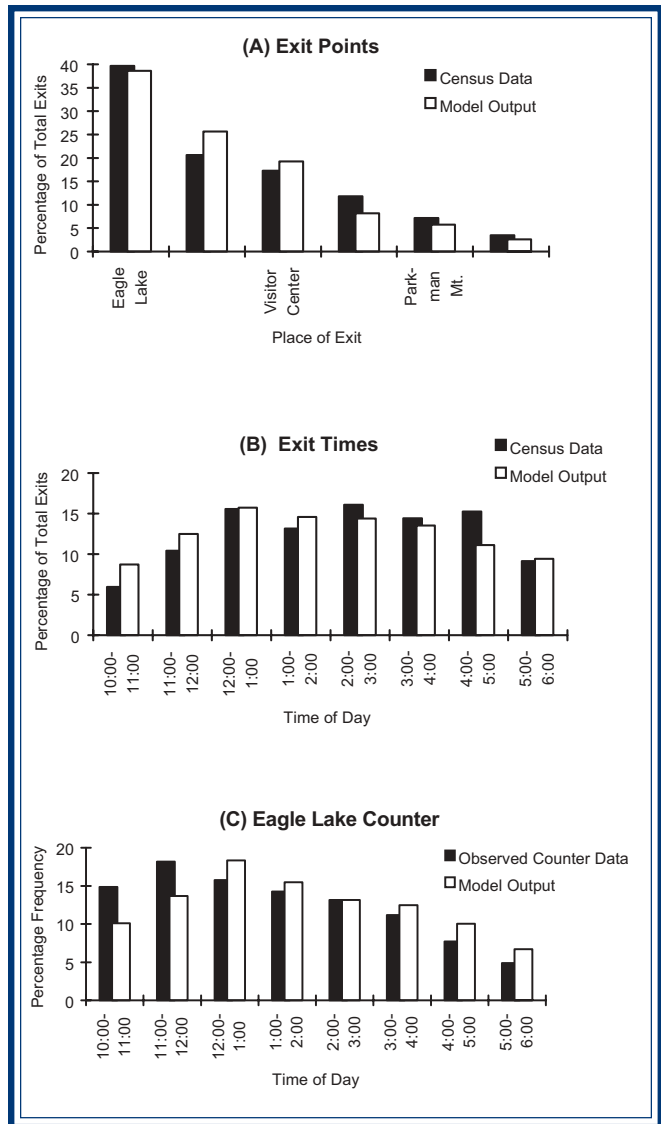 (A) Exit Points
Census Data
Model Output
Percentage of Total Exits
40
35
30
25
20
15
10
5
0
Eagle
Lake
Visitor
Center
Park-
man
Mt.
Place of Exit
(B) Exit Times
Census Data
Model Output
Percentage of Total Exits
20
15
10
5
0
10:00-
11:00
11:00-
12:00
12:00-
1:00
1:00-
2:00
2:00-
3:00
3:00-
4:00
4:00-
5:00
5:00-
6:00
Time of Day
(C) Eagle Lake Counter
Observed Counter Data
Model Output
Percentage Frequency
20
15
10
5
0
10:00-
11:00
11:00-
12:00
12:00-
1:00
1:00-
2:00
2:00-
3:00
3:00-
4:00
4:00-
5:00
5:00-
6:00
Time of Day